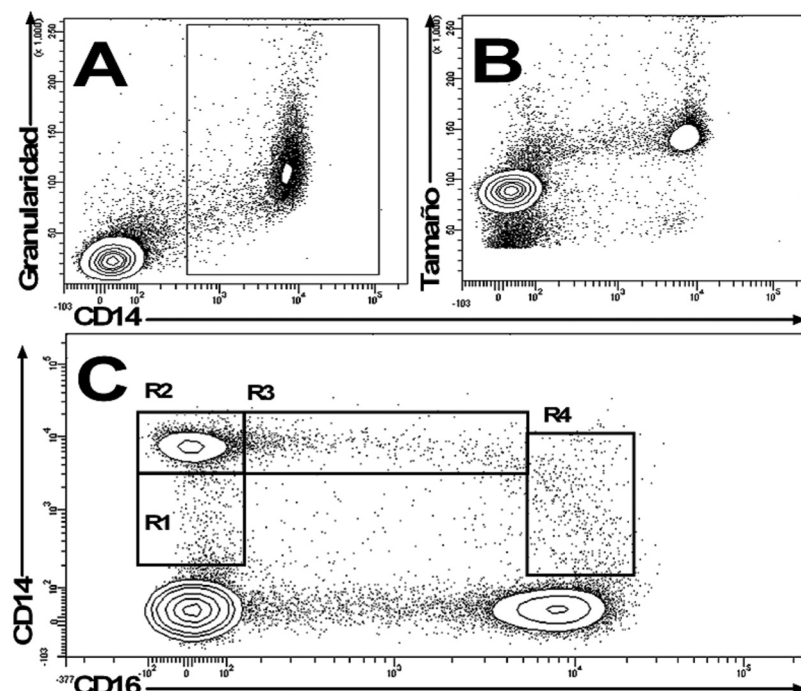 A
Granularidad
(x 1,000)
250
200
150
100
50
-103
0
10²
10³
10⁴
10⁵
B
Tamaño
(x 1,000)
250
200
150
100
50
-103
0
10²
10³
10⁴
10⁵
CD14
C
R2
R3
R4
R1
CD14
10⁵
10⁴
10³
10²
0
-103
-377
-10²
0
10²
10³
10⁴
10⁵
CD16